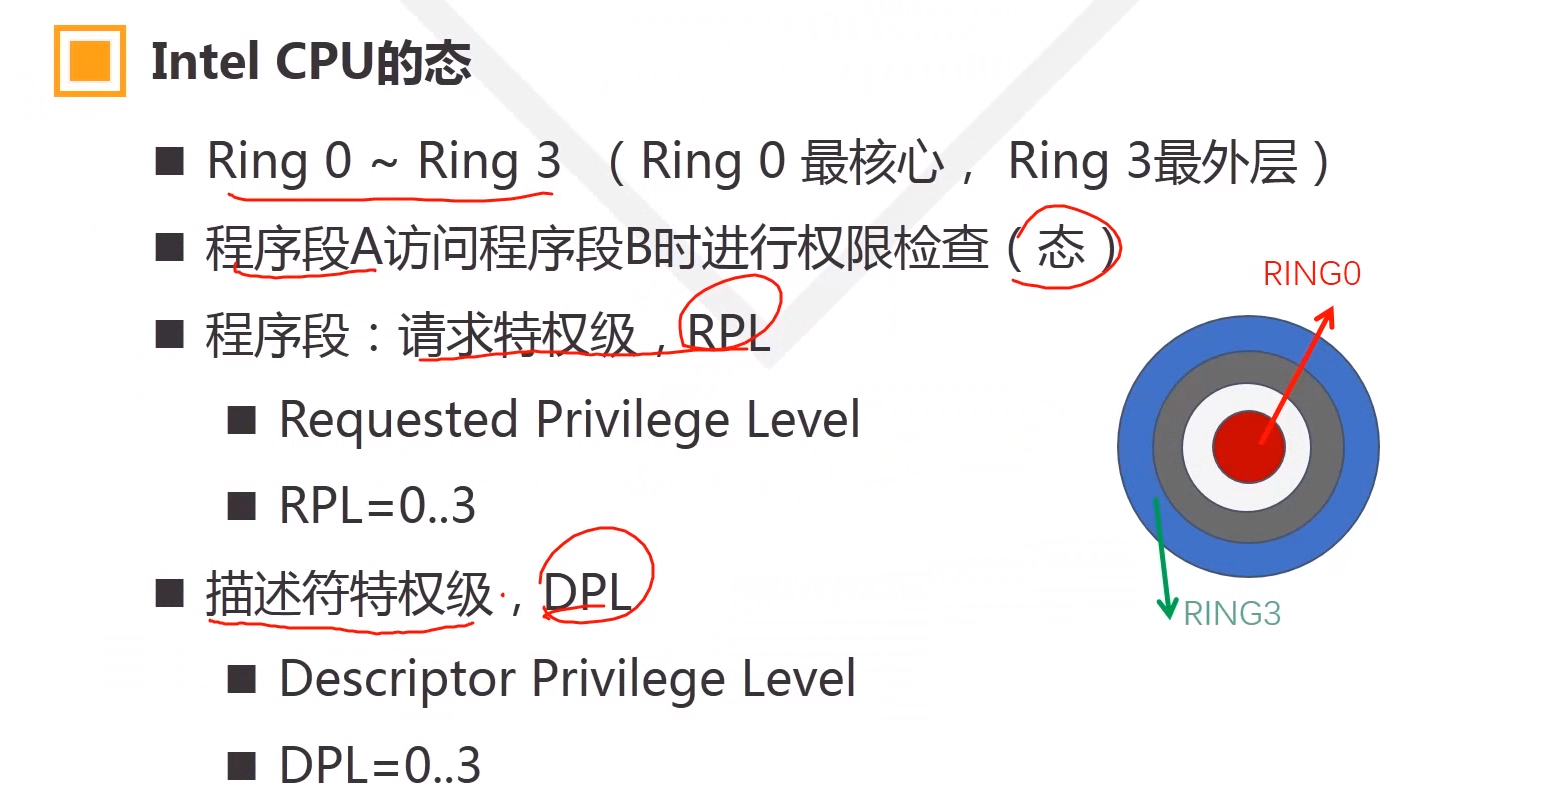 Intel CPU的态
■ Ring 0 ~ Ring 3 （Ring 0 最核心， Ring 3最外层）
■ 程序段A访问程序段B时进行权限检查（态）
■ 程序段：请求特权级，RPL
■ Requested Privilege Level
■ RPL=0..3
■ 描述符特权级，DPL
■ Descriptor Privilege Level
■ DPL=0..3
RING0
RING3